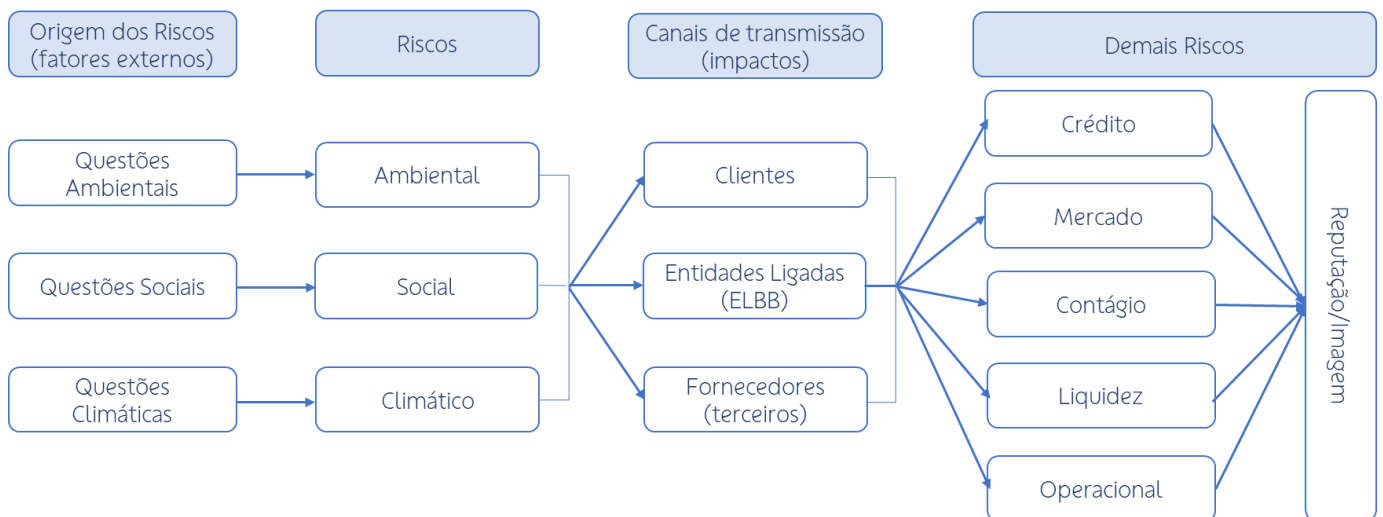 Origem dos Riscos
(fatores externos)
Riscos
Canais de transmissão
(impactos)
Demais Riscos
Questões
Ambientais
Ambiental
Clientes
Crédito
Mercado
Questões Sociais
Social
Entidades Ligadas
(ELBB)
Contágio
Questões
Climáticas
Climático
Fornecedores
(terceiros)
Liquidez
Operacional
Reputação/Imagem